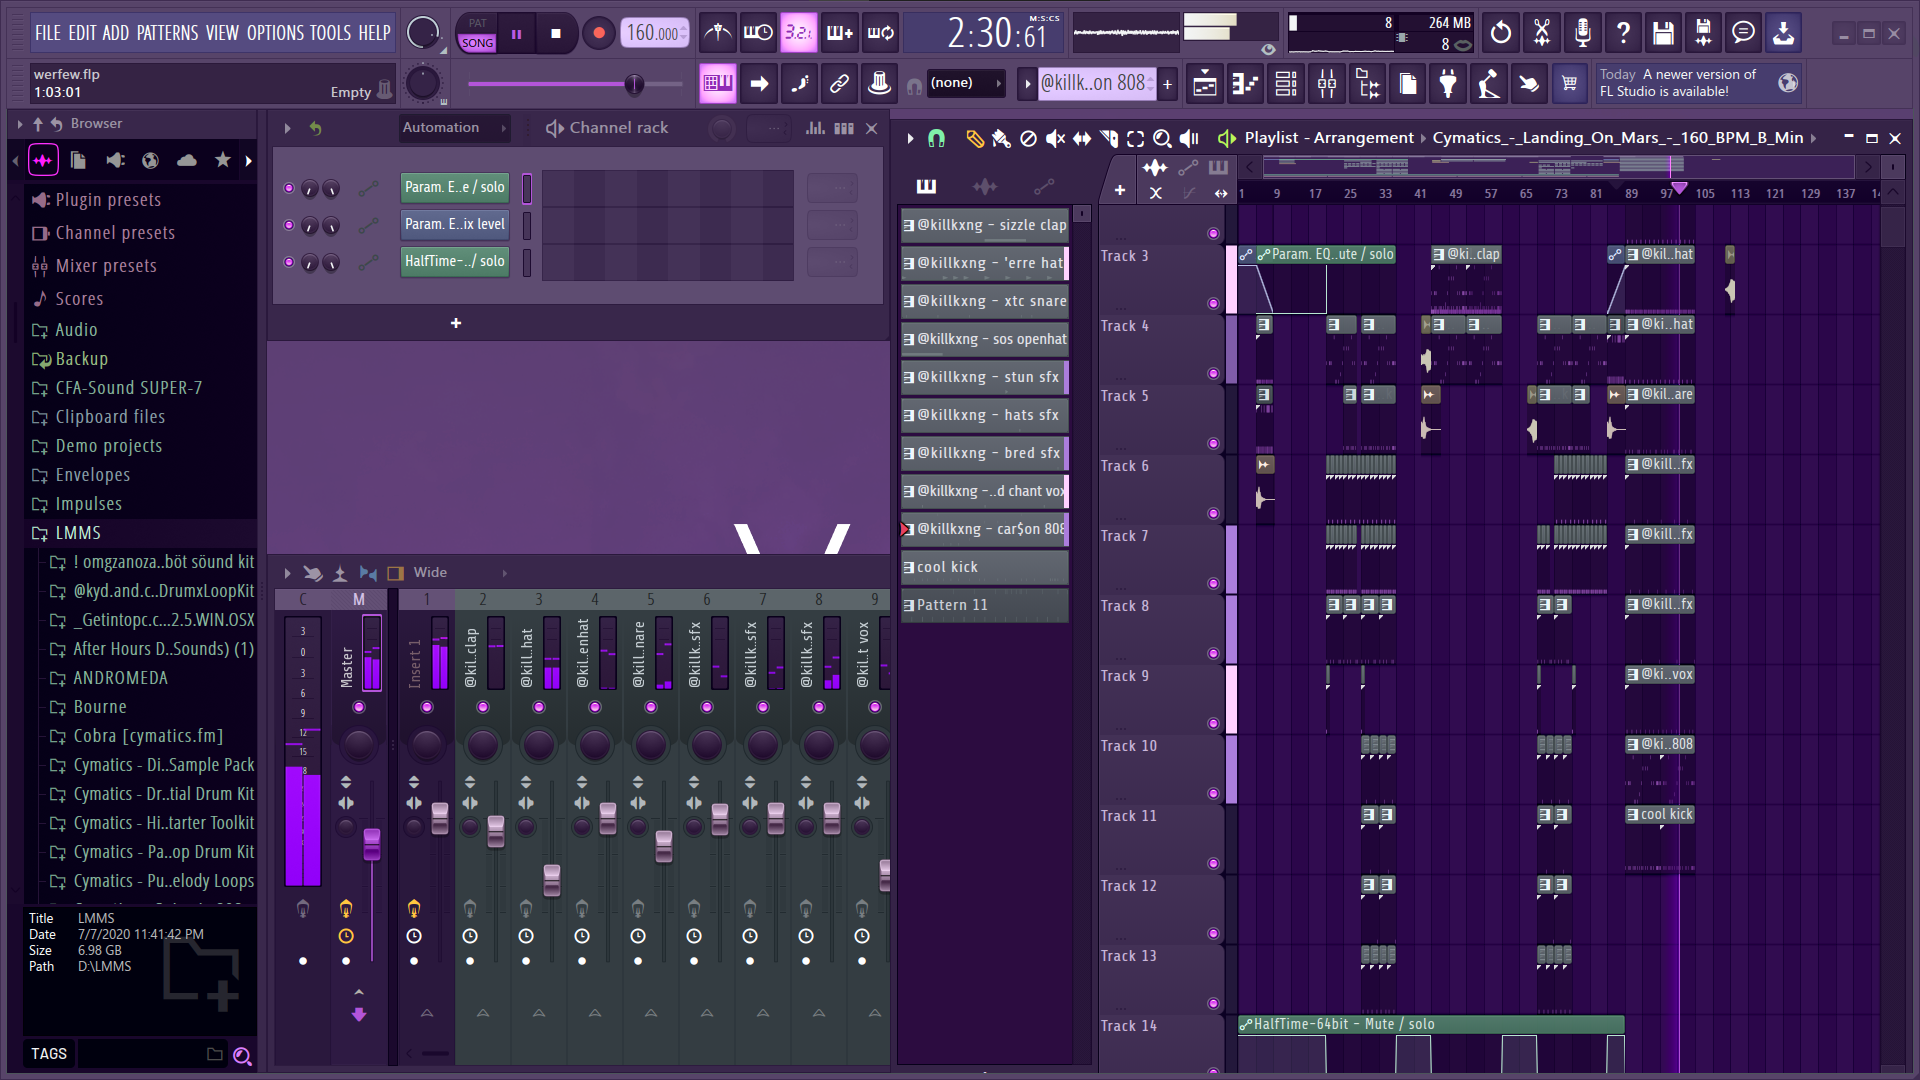 FILE EDIT ADD PATTERNS VIEW OPTIONS TOOLS HELP
PAT
SONG
160.000
3.2.1
2:30:61
M:S:CS
8
264 MB
8
werfew.flp
1:03:01
Empty
(none)
@killk..on 808
Today A newer version of
FL Studio is available!
Browser
Automation
Channel rack
Playlist - Arrangement
Cymatics_-_Landing_On_Mars_-_160_BPM_B_Min
Plugin presets
Channel presets
Mixer presets
Scores
Audio
Backup
CFA-Sound SUPER-7
Clipboard files
Demo projects
Envelopes
Impulses
LMMS
! omgzanoza..böt söund kit
@kyd.and.c..DrumxLoopKit
_Getintopc.c...2.5.WIN.OSX
After Hours D..Sounds) (1)
ANDROMEDA
Bourne
Cobra [cymatics.fm]
Cymatics - Di..Sample Pack
Cymatics - Dr..tial Drum Kit
Cymatics - Hi..tarter Toolkit
Cymatics - Pa..op Drum Kit
Cymatics - Pu..elody Loops
Title LMMS
Date 7/7/2020 11:41:42 PM
Size 6.98 GB
Path D:\LMMS
TAGS
Param. E..e / solo
Param. E..ix level
HalfTime-../ solo
Wide
C M 1 2 3 4 5 6 7 8 9
3
0
3
6
9
12
15
Master
Insert 1
@kil.clap
@kill.hat
@kil.enhat
@kill.nare
@killk.sfx
@killk.sfx
@killk.sfx
@kil.t vox
@killkxng - sizzle clap
@killkxng - 'erre hat
@killkxng - xtc snare
@killkxng - sos openhat
@killkxng - stun sfx
@killkxng - hats sfx
@killkxng - bred sfx
@killkxng -..d chant vox
@killkxng - car$on 808
cool kick
Pattern 11
1 9 17 25 33 41 49 57 65 73 81 89 97 105 113 121 129 137
Track 3
Param. EQ..ute / solo
@ki..clap
@kil..hat
Track 4
@ki..hat
Track 5
@kil..are
Track 6
@kill..fx
Track 7
@kill..fx
Track 8
@kill..fx
Track 9
@ki..vox
Track 10
@ki..808
Track 11
cool kick
Track 12
Track 13
Track 14
HalfTime-64bit - Mute / solo